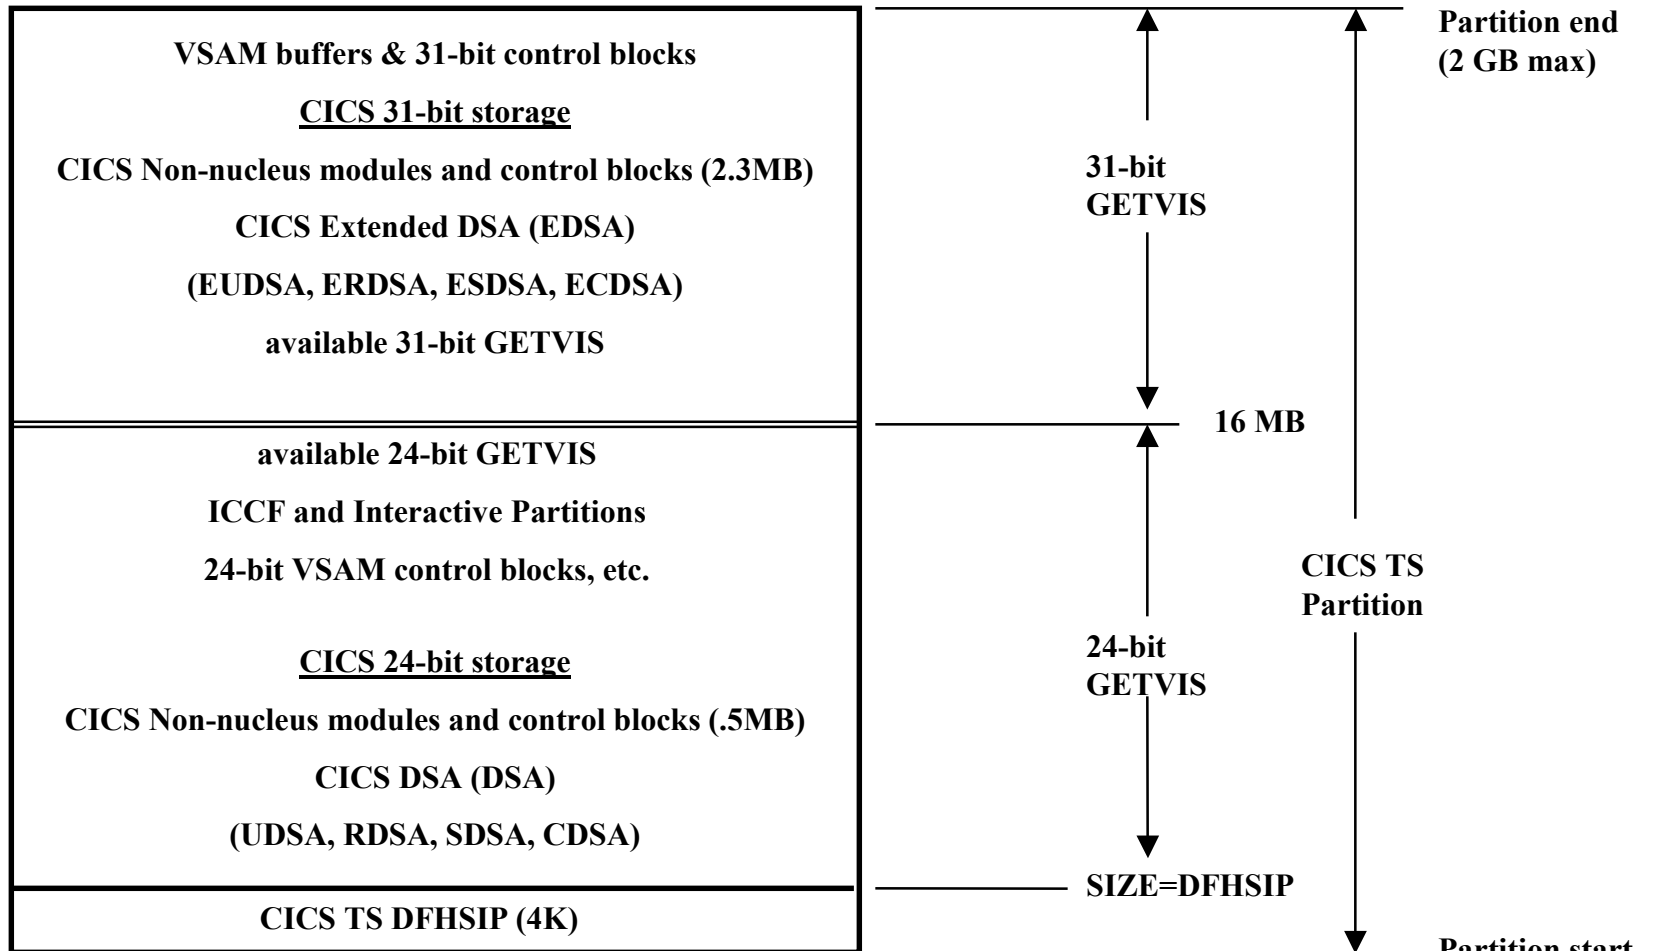 VSAM buffers & 31-bit control blocks
CICS 31-bit storage
CICS Non-nucleus modules and control blocks (2.3MB)
CICS Extended DSA (EDSA)
(EUDSA, ERDSA, ESDSA, ECDSA)
available 31-bit GETVIS
available 24-bit GETVIS
ICCF and Interactive Partitions
24-bit VSAM control blocks, etc.
CICS 24-bit storage
CICS Non-nucleus modules and control blocks (.5MB)
CICS DSA (DSA)
(UDSA, RDSA, SDSA, CDSA)
CICS TS DFHSIP (4K)
31-bit
GETVIS
16 MB
24-bit
GETVIS
SIZE=DFHSIP
CICS TS
Partition
Partition end
(2 GB max)
Partition start